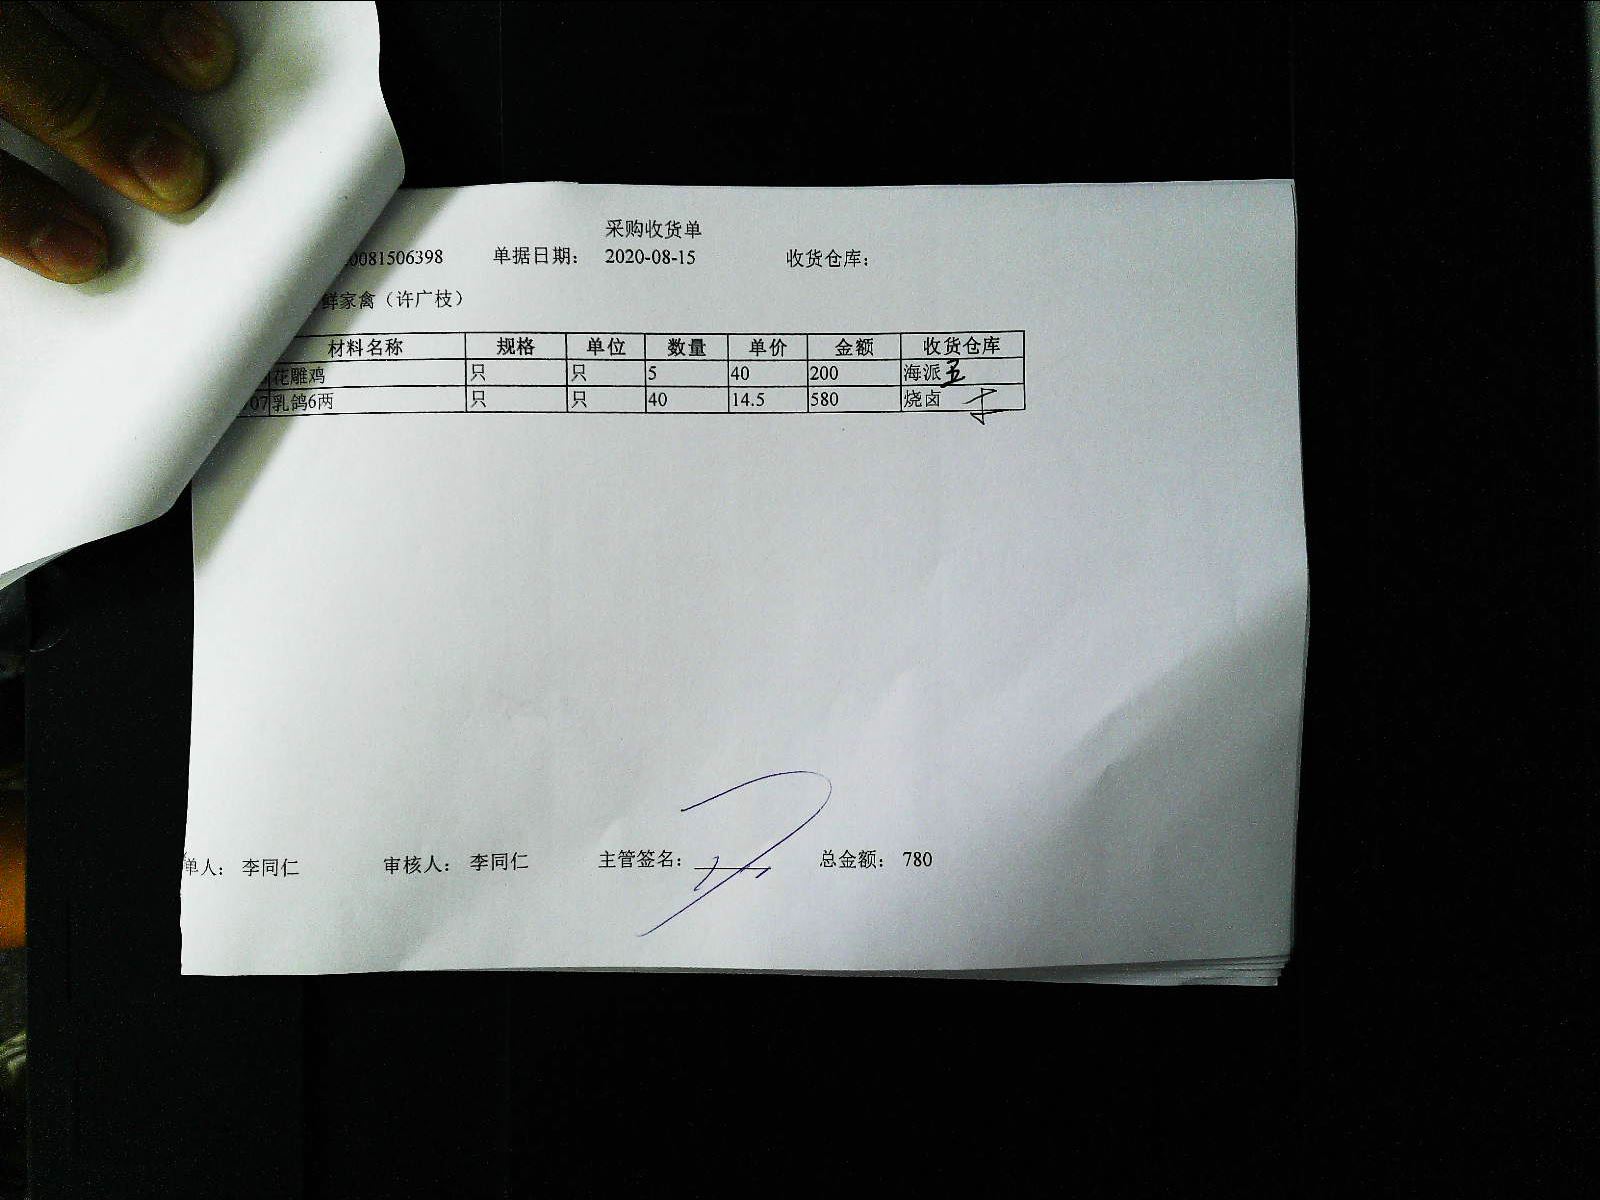 采购收货单
0081506398 单据日期: 2020-08-15 收货仓库:
鲜家禽（许广枝）
材料名称 规格 单位 数量 单价 金额 收货仓库
花雕鸡 只 只 5 40 200 海派 五
07 乳鸽6两 只 只 40 14.5 580 烧卤
单人: 李同仁 审核人: 李同仁 主管签名: 总金额: 780